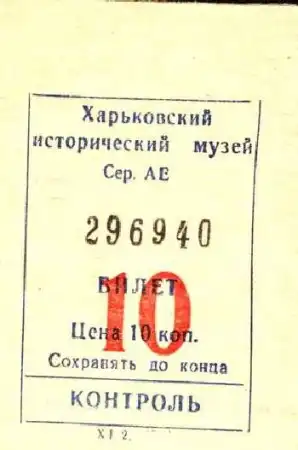 Харьковский
исторический музей
Сер. АЕ
296940
БИЛЕТ
10
Цена 10 коп.
Сохранять до конца
КОНТРОЛЬ